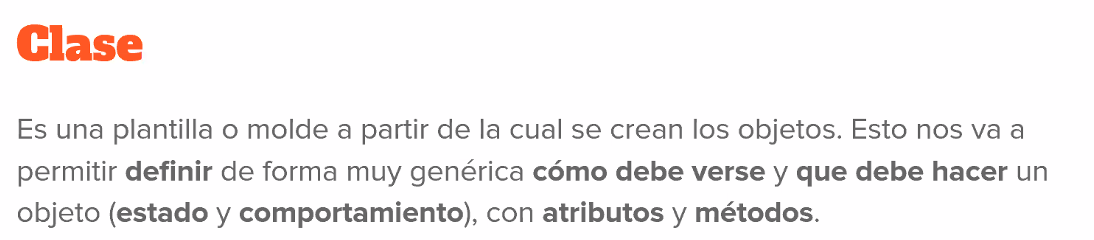 Clase
Es una plantilla o molde a partir de la cual se crean los objetos. Esto nos va a
permitir definir de forma muy genérica cómo debe verse y que debe hacer un
objeto (estado y comportamiento), con atributos y métodos.